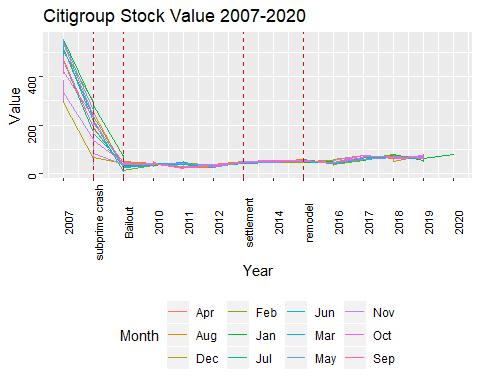 Citigroup Stock Value 2007-2020
Value
400
200
0
2007
subprime crash
Bailout
2010
2011
2012
settlement
2014
remodel
2016
2017
2018
2019
2020
Year
Month
Apr Feb Jun Nov
Aug Jan Mar Oct
Dec Jul May Sep